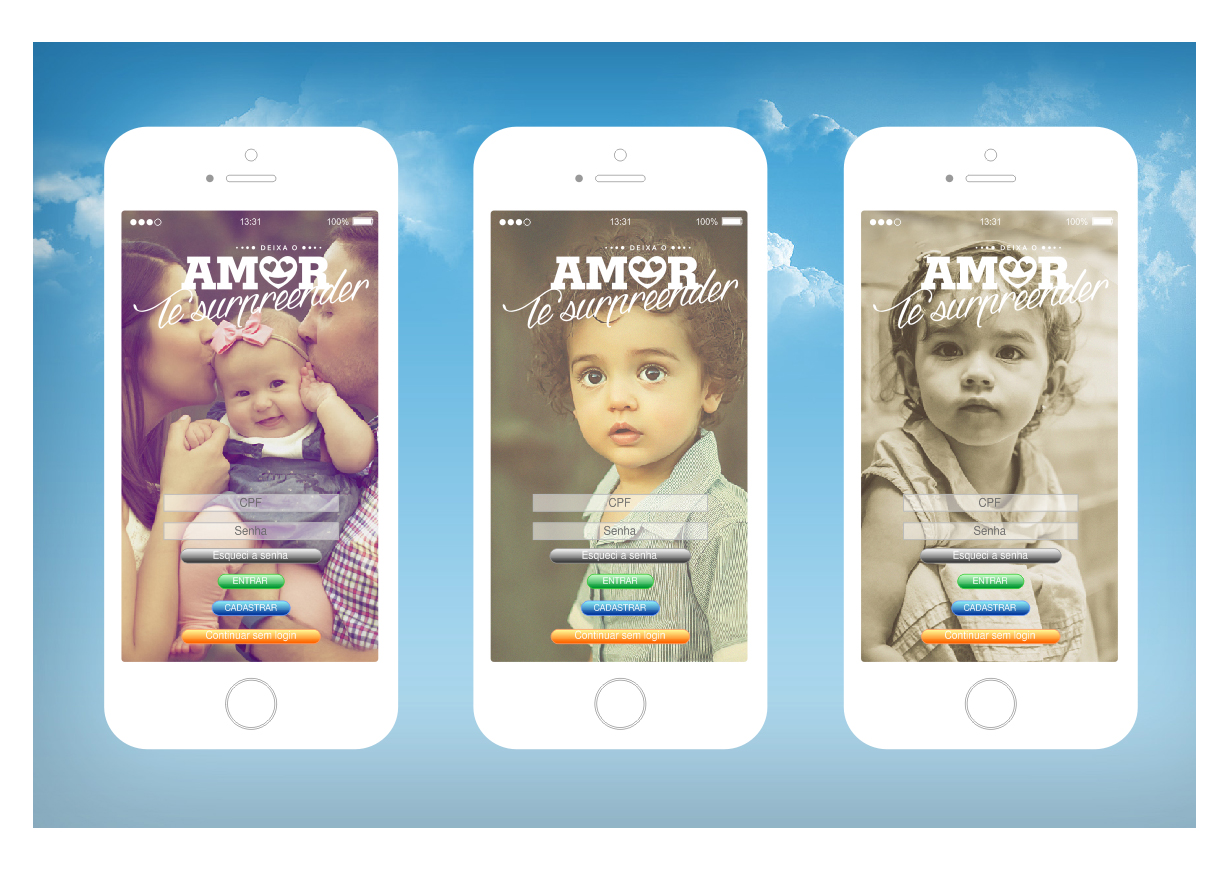 13:31 100%
DEIXA O
AMOR
Te surpreender
CPF
Senha
Esqueci a senha
ENTRAR
CADASTRAR
Continuar sem login
13:31 100%
DEIXA O
AMOR
Te surpreender
CPF
Senha
Esqueci a senha
ENTRAR
CADASTRAR
Continuar sem login
13:31 100%
DEIXA O
AMOR
Te surpreender
CPF
Senha
Esqueci a senha
ENTRAR
CADASTRAR
Continuar sem login